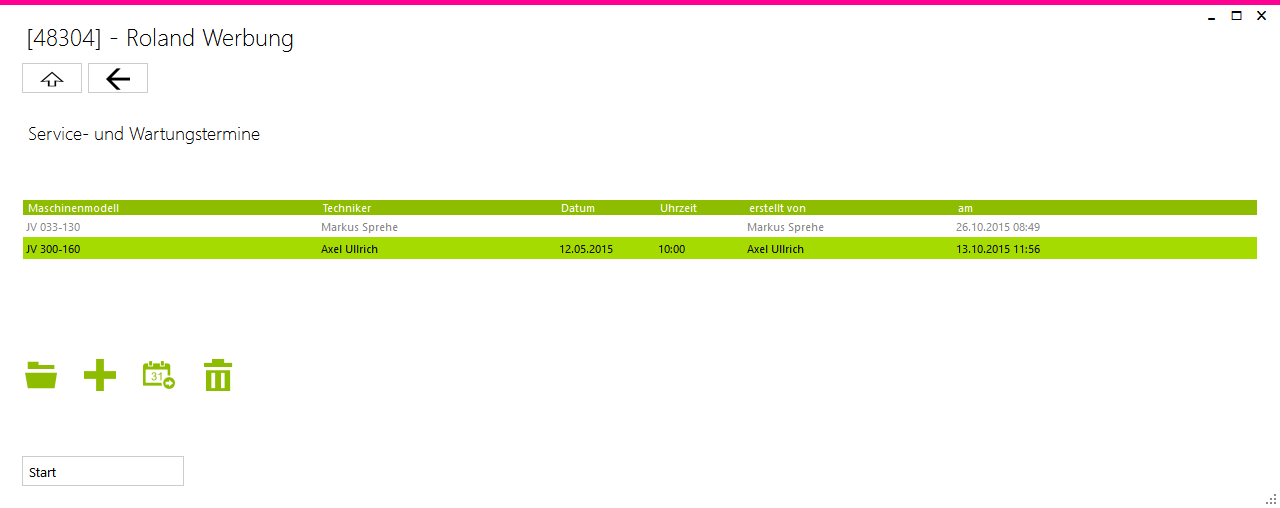 [48304] - Roland Werbung
Service- und Wartungstermine
Maschinenmodell Techniker Datum Uhrzeit erstellt von am
JV 033-130 Markus Sprehe Markus Sprehe 26.10.2015 08:49
JV 300-160 Axel Ullrich 12.05.2015 10:00 Axel Ullrich 13.10.2015 11:56
31
Start